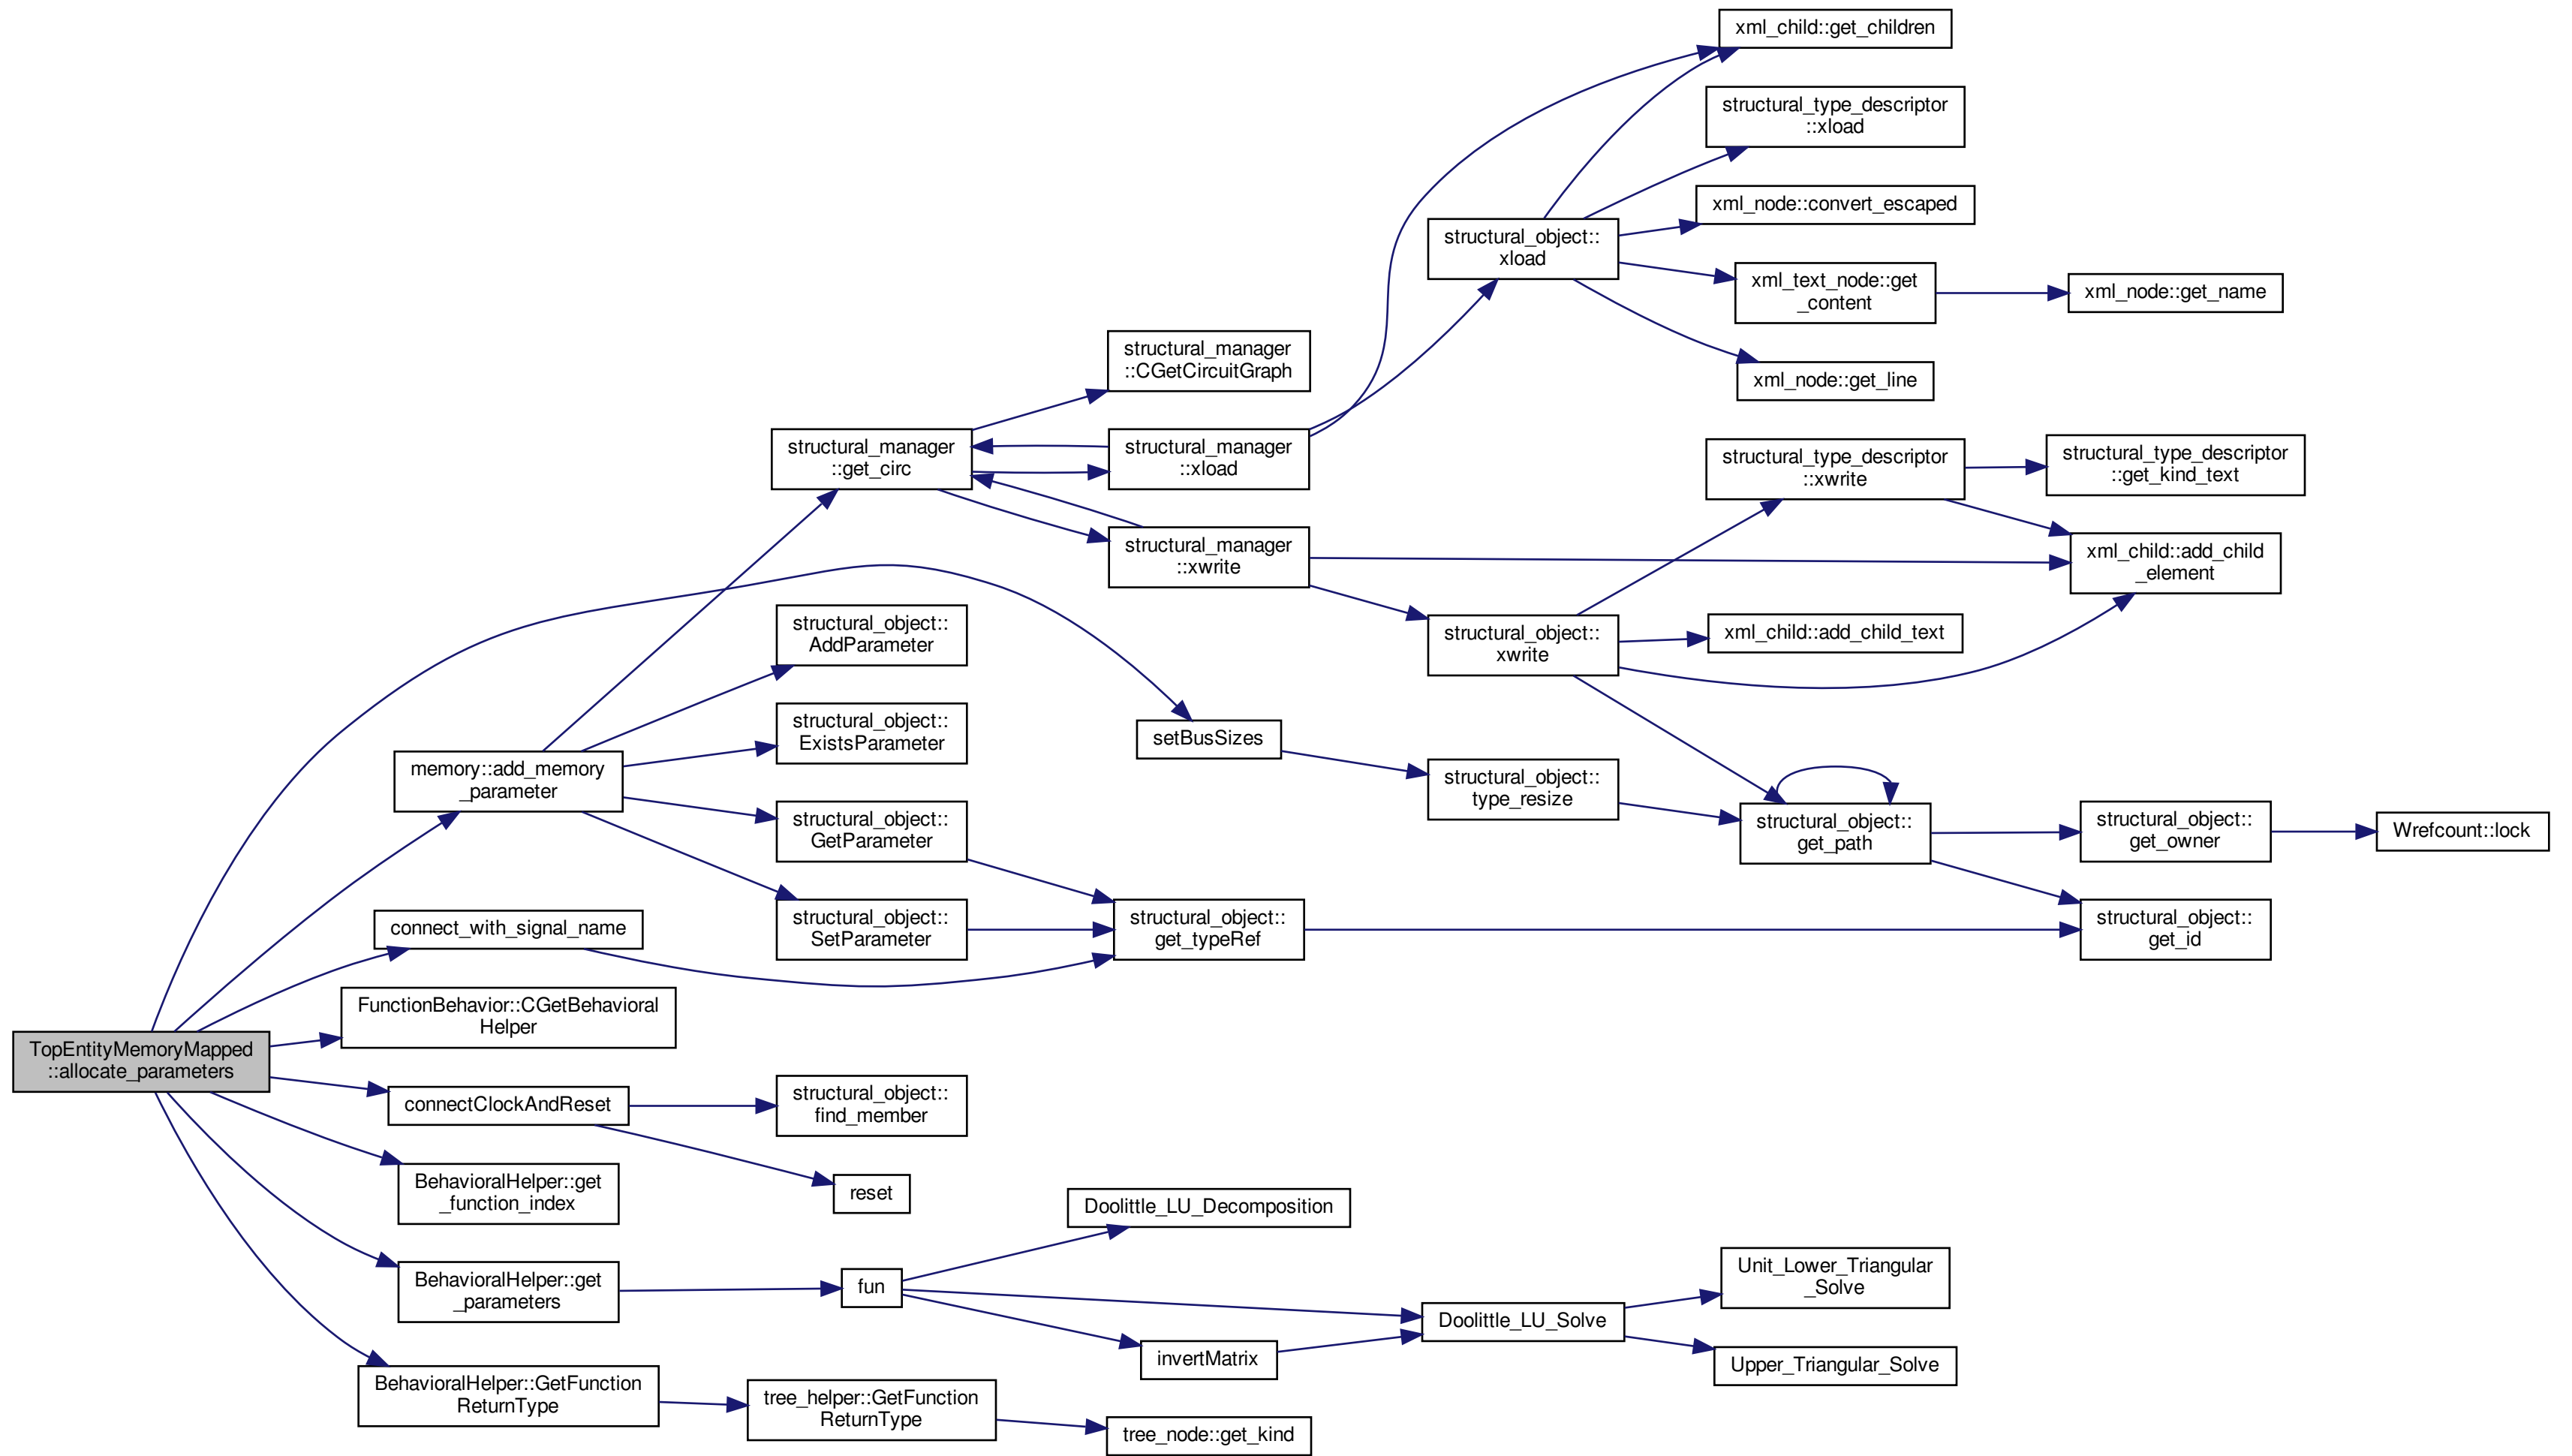 xml_child::get_children
structural_type_descriptor
::xload
xml_node::convert_escaped
structural_object::
xload
xml_text_node::get
_content
xml_node::get_name
structural_manager
::CGetCircuitGraph
xml_node::get_line
structural_manager
::get_circ
structural_manager
::xload
structural_type_descriptor
::xwrite
structural_type_descriptor
::get_kind_text
structural_manager
::xwrite
xml_child::add_child
_element
structural_object::
AddParameter
structural_object::
xwrite
xml_child::add_child_text
structural_object::
ExistsParameter
setBusSizes
memory::add_memory
_parameter
structural_object::
type_resize
structural_object::
GetParameter
structural_object::
get_path
structural_object::
get_owner
Wrefcount::lock
connect_with_signal_name
structural_object::
SetParameter
structural_object::
get_typeRef
structural_object::
get_id
FunctionBehavior::CGetBehavioral
Helper
TopEntityMemoryMapped
::allocate_parameters
connectClockAndReset
structural_object::
find_member
BehavioralHelper::get
_function_index
reset
Doolittle_LU_Decomposition
BehavioralHelper::get
_parameters
fun
Unit_Lower_Triangular
_Solve
Doolittle_LU_Solve
invertMatrix
Upper_Triangular_Solve
BehavioralHelper::GetFunction
ReturnType
tree_helper::GetFunction
ReturnType
tree_node::get_kind